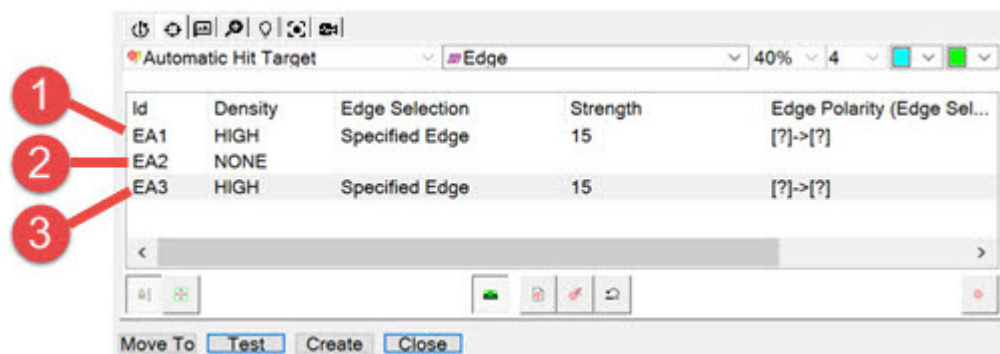 Automatic Hit Target Edge 40% 4
Id Density Edge Selection Strength Edge Polarity (Edge Sel...
1 EA1 HIGH Specified Edge 15 [?]->[?]
2 EA2 NONE
3 EA3 HIGH Specified Edge 15 [?]->[?]
Move To Test Create Close